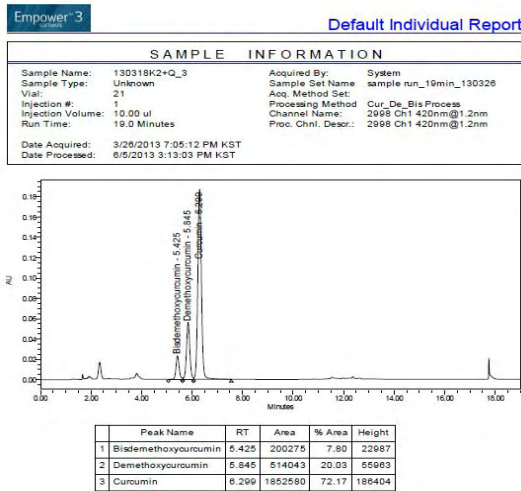 Empower™3
SOFTWARE
Default Individual Report
SAMPLE INFORMATION
Sample Name: 130318K2+Q_3
Sample Type: Unknown
Vial: 21
Injection #: 1
Injection Volume: 10.00 ul
Run Time: 19.0 Minutes
Date Acquired: 3/26/2013 7:05:12 PM KST
Date Processed: 6/5/2013 3:13:03 PM KST
Acquired By: System
Sample Set Name sample run_19min_130326
Acq. Method Set:
Processing Method Cur_De_Bis Process
Channel Name: 2998 Ch1 420nm@1.2nm
Proc. Chnl. Descr.: 2998 Ch1 420nm@1.2nm
AU
0.18
0.16
0.14
0.12
0.10
0.08
0.06
0.04
0.02
0.00
Bisdemethoxycurcumin - 5.425
Demethoxycurcumin - 5.845
Curcumin - 6.299
0.00 2.00 4.00 6.00 8.00 10.00 12.00 14.00 16.00 18.00
Minutes
Peak Name RT Area % Area Height
1 Bisdemethoxycurcumin 5.425 200275 7.80 22987
2 Demethoxycurcumin 5.845 514043 20.03 55963
3 Curcumin 6.299 1852580 72.17 186404